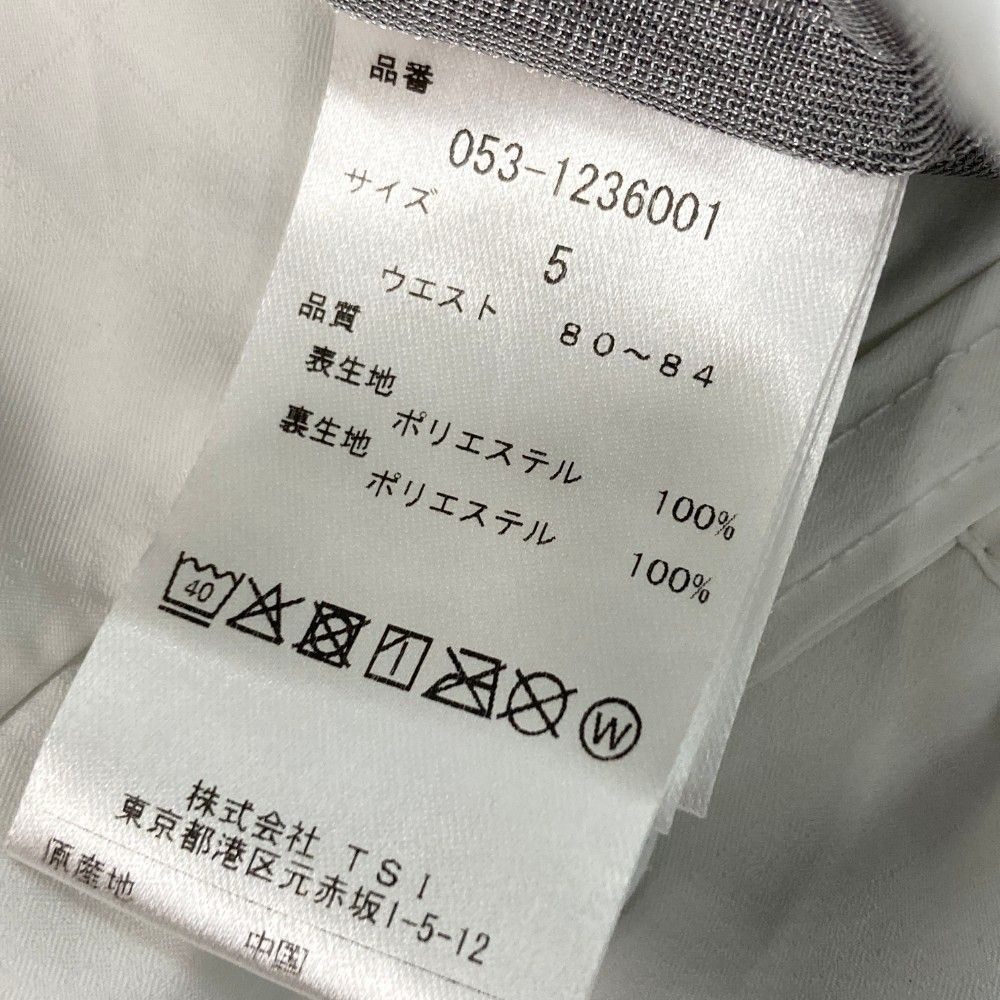 品番
053-1236001
サイズ
5
ウエスト 80～84
品質
表生地
ポリエステル 100%
裏生地
ポリエステル 100%
40
W
株式会社 TSI
東京都港区元赤坂1-5-12
原産地
中国